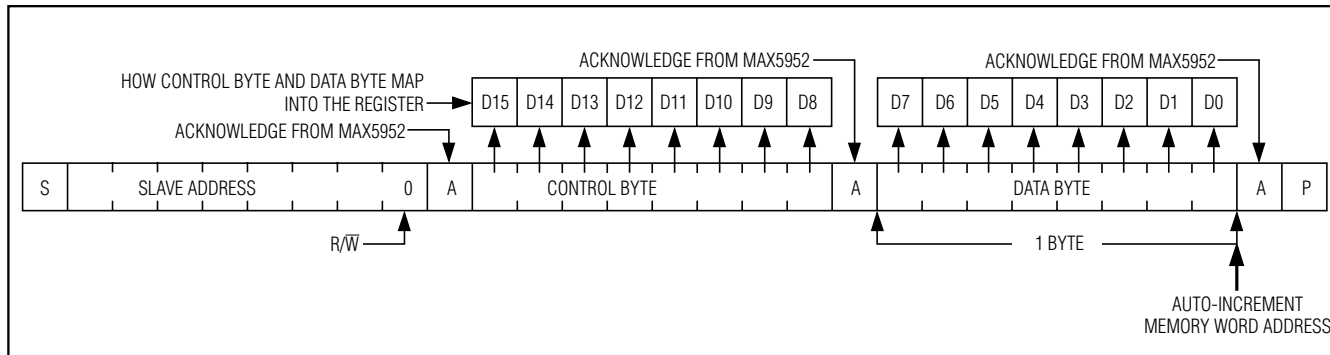 ACKNOWLEDGE FROM MAX5952
ACKNOWLEDGE FROM MAX5952
HOW CONTROL BYTE AND DATA BYTE MAP
INTO THE REGISTER
D15 D14 D13 D12 D11 D10 D9 D8
D7 D6 D5 D4 D3 D2 D1 D0
ACKNOWLEDGE FROM MAX5952
S SLAVE ADDRESS 0 A CONTROL BYTE A DATA BYTE A P
R/W̅
1 BYTE
AUTO-INCREMENT
MEMORY WORD ADDRESS